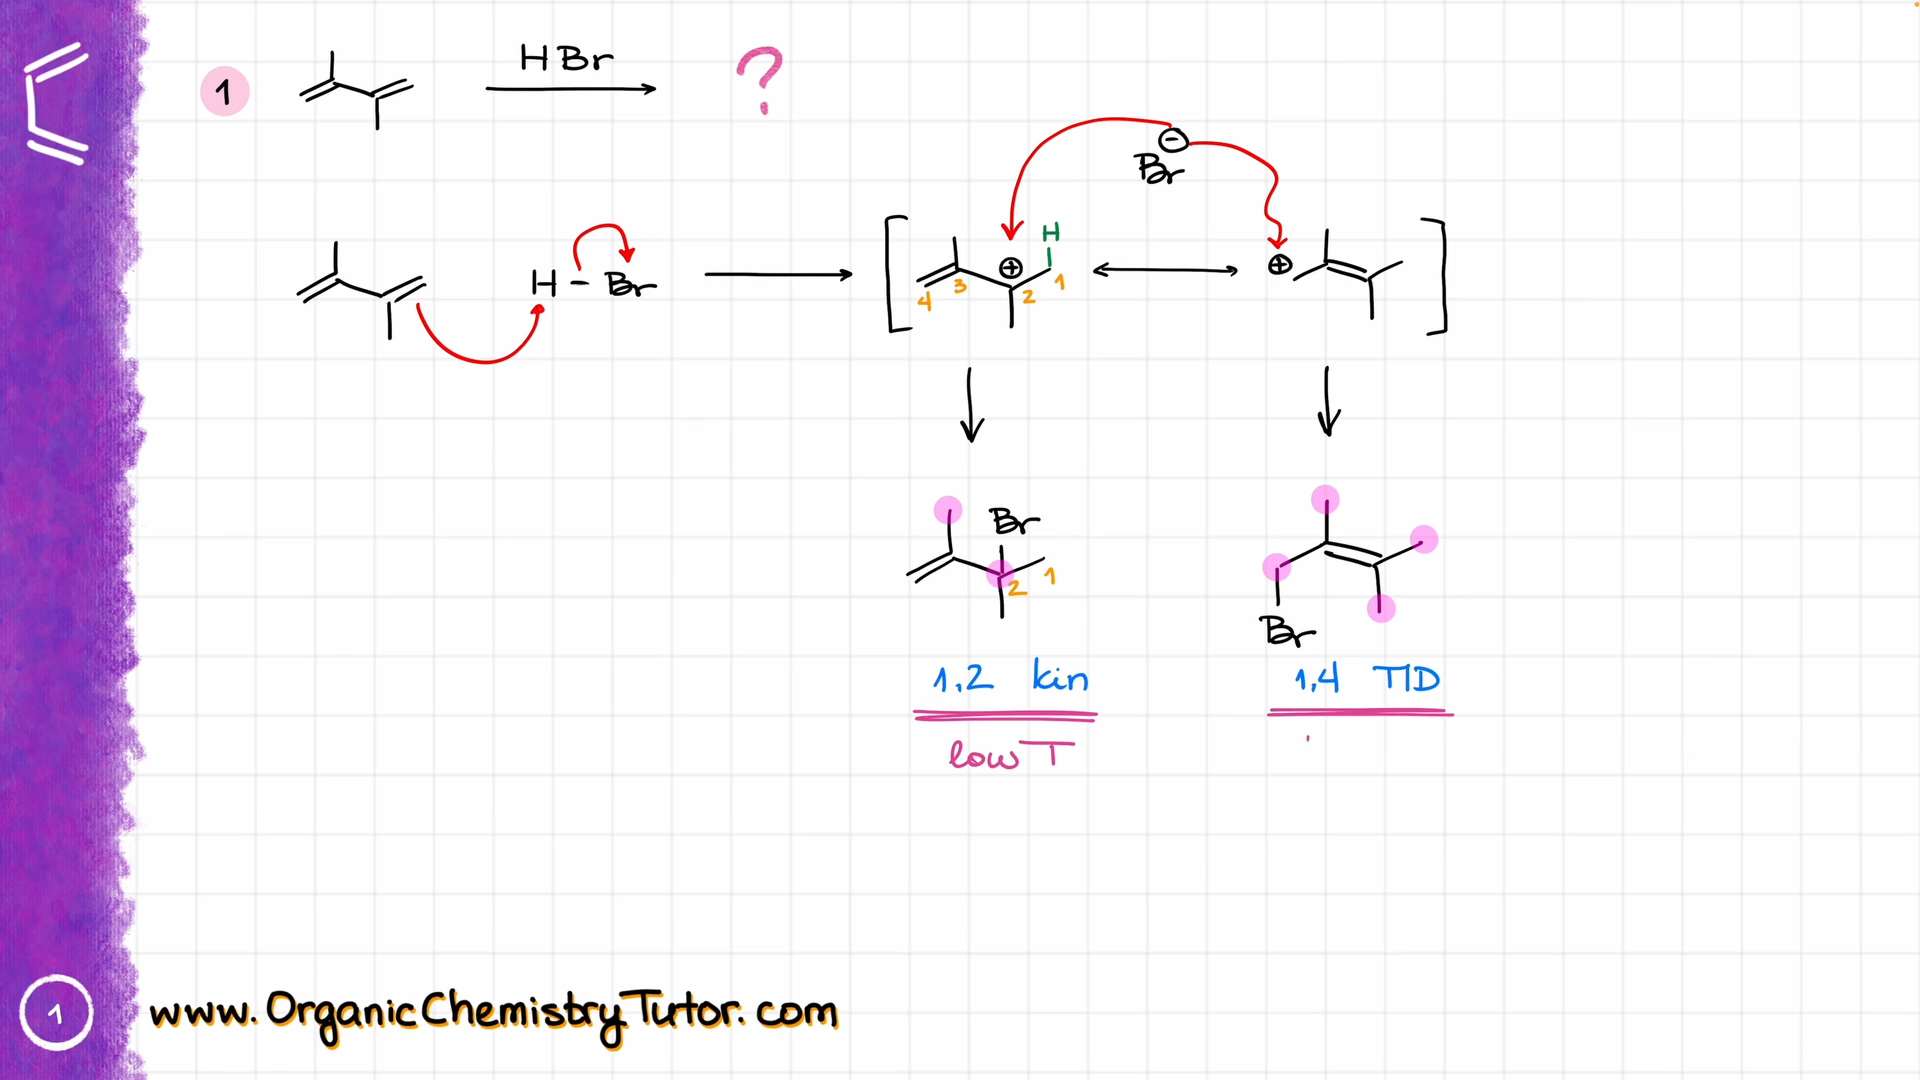 1
HBr
?
⊖
Br
H
H - Br
⊕
⊕
4 3 2 1
Br
2 1
Br
1,2 kin
1,4 T/D
low T
1
www.OrganicChemistryTutor.com